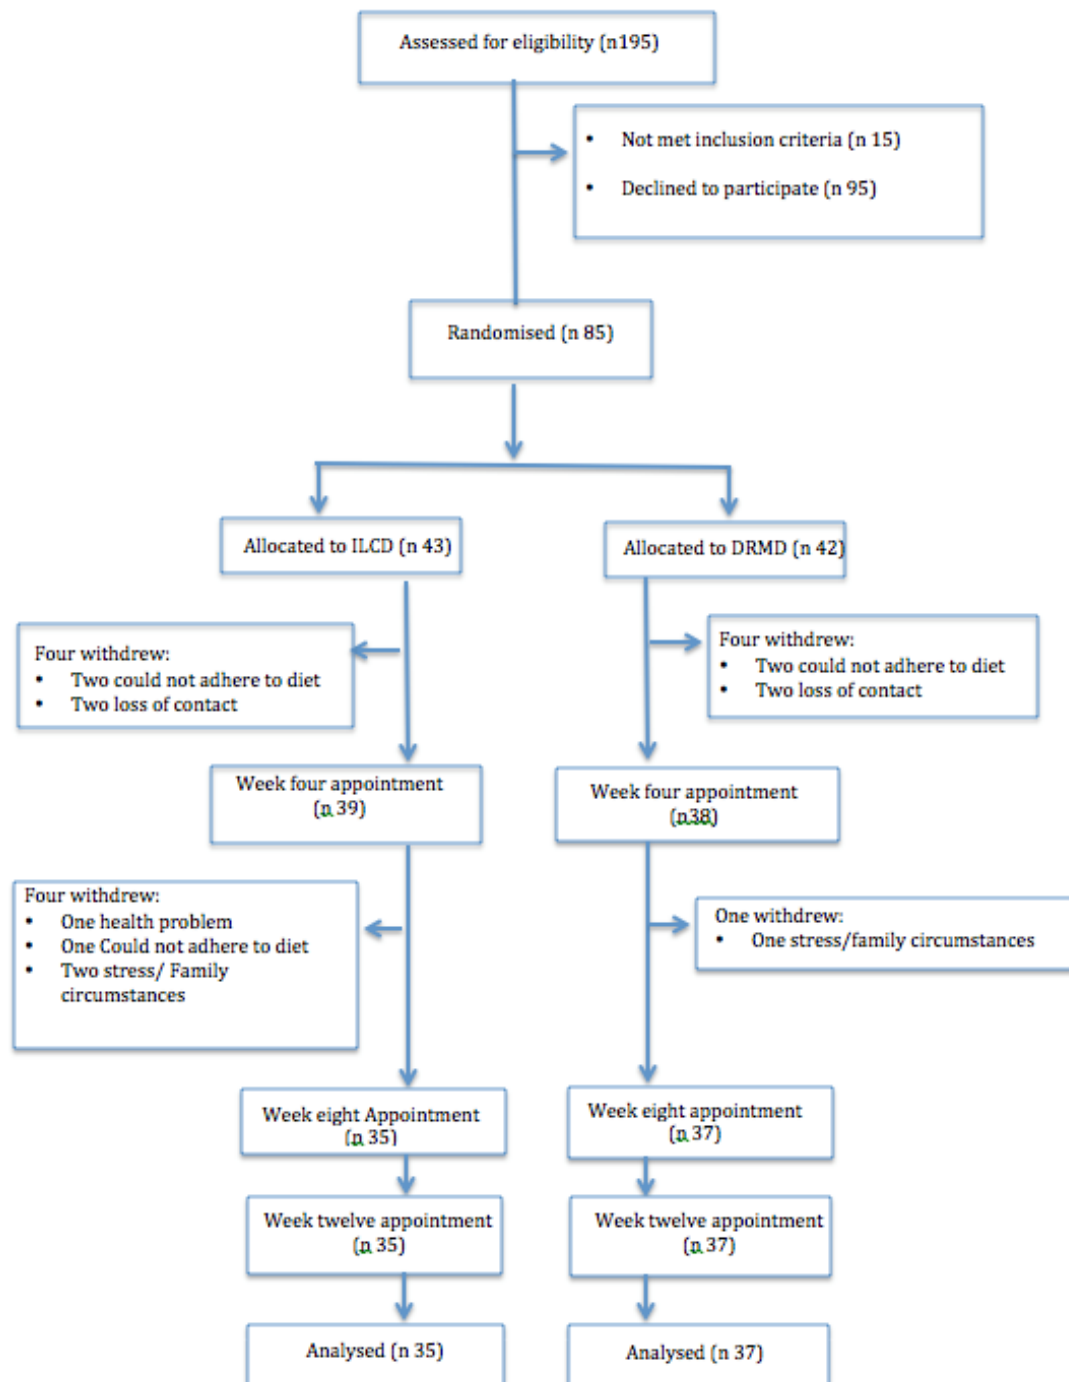 Assessed for eligibility (n195)
• Not met inclusion criteria (n 15)
• Declined to participate (n 95)
Randomised (n 85)
Allocated to ILCD (n 43)
Allocated to DRMD (n 42)
Four withdrew:
• Two could not adhere to diet
• Two loss of contact
Four withdrew:
• Two could not adhere to diet
• Two loss of contact
Week four appointment
(n 39)
Week four appointment
(n38)
Four withdrew:
• One health problem
• One Could not adhere to diet
• Two stress/ Family
circumstances
One withdrew:
• One stress/family circumstances
Week eight Appointment
(n 35)
Week eight appointment
(n 37)
Week twelve appointment
(n 35)
Week twelve appointment
(n 37)
Analysed (n 35)
Analysed (n 37)